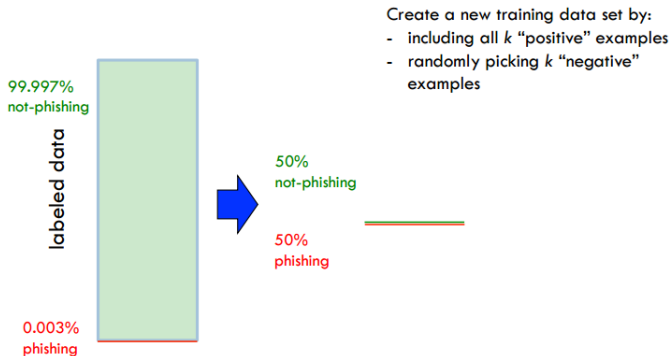 Create a new training data set by:
- including all k “positive” examples
- randomly picking k “negative”
examples
99.997%
not-phishing
labeled data
0.003%
phishing
50%
not-phishing
50%
phishing